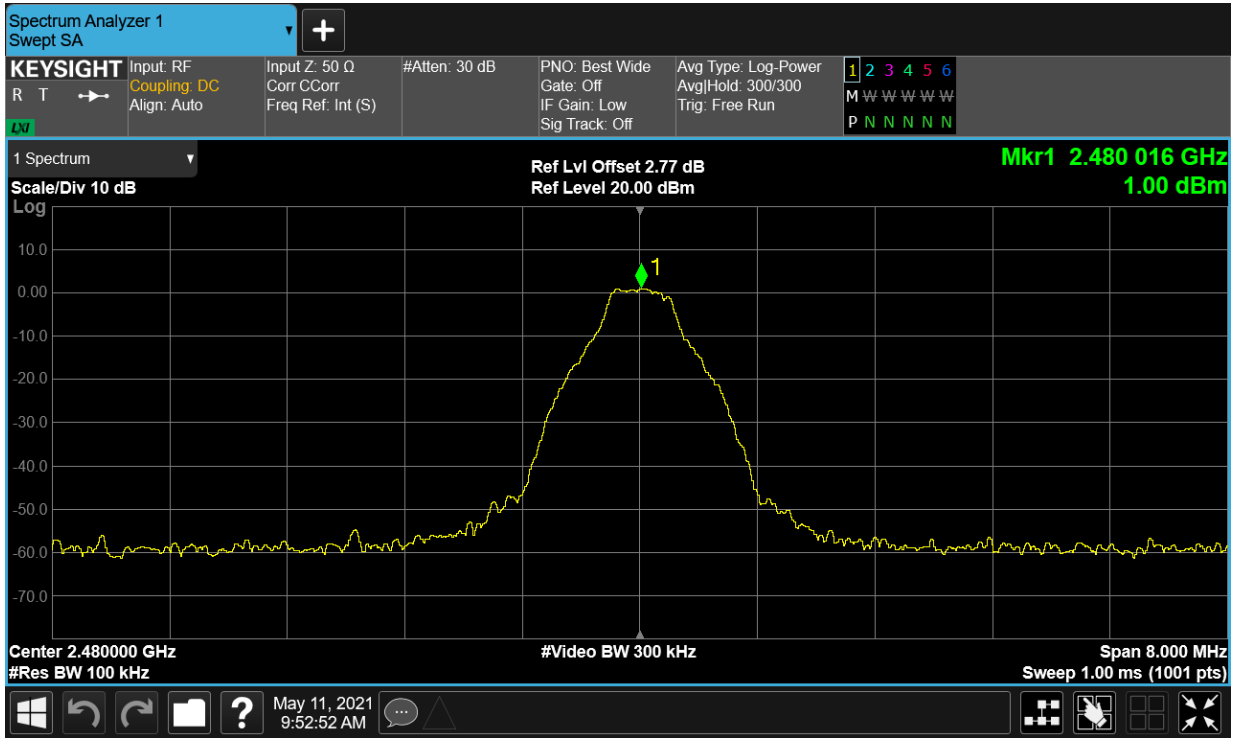 Spectrum Analyzer 1
Swept SA
KEYSIGHT
R T
LXI
Input: RF
Coupling: DC
Align: Auto
Input Z: 50 Ω
Corr CCorr
Freq Ref: Int (S)
#Atten: 30 dB
PNO: Best Wide
Gate: Off
IF Gain: Low
Sig Track: Off
Avg Type: Log-Power
Avg|Hold: 300/300
Trig: Free Run
1 2 3 4 5 6
M W W W W W
P N N N N N
1 Spectrum
Scale/Div 10 dB
Log
Ref Lvl Offset 2.77 dB
Ref Level 20.00 dBm
Mkr1 2.480 016 GHz
1.00 dBm
10.0
0.00
-10.0
-20.0
-30.0
-40.0
-50.0
-60.0
-70.0
1
Center 2.480000 GHz
#Res BW 100 kHz
#Video BW 300 kHz
Span 8.000 MHz
Sweep 1.00 ms (1001 pts)
?
May 11, 2021
9:52:52 AM